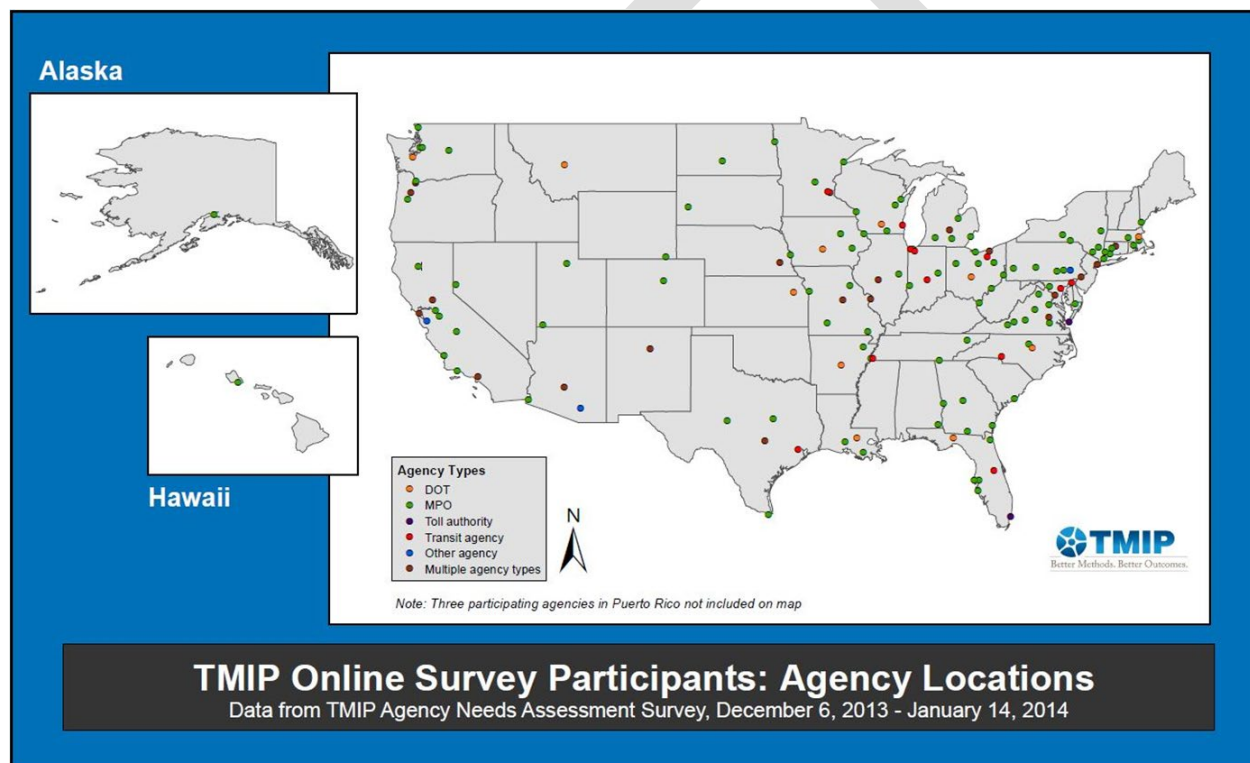 Alaska
Hawaii
Agency Types
DOT
MPO
Toll authority
Transit agency
Other agency
Multiple agency types
N
TMIP
Better Methods. Better Outcomes.
Note: Three participating agencies in Puerto Rico not included on map
TMIP Online Survey Participants: Agency Locations
Data from TMIP Agency Needs Assessment Survey, December 6, 2013 - January 14, 2014